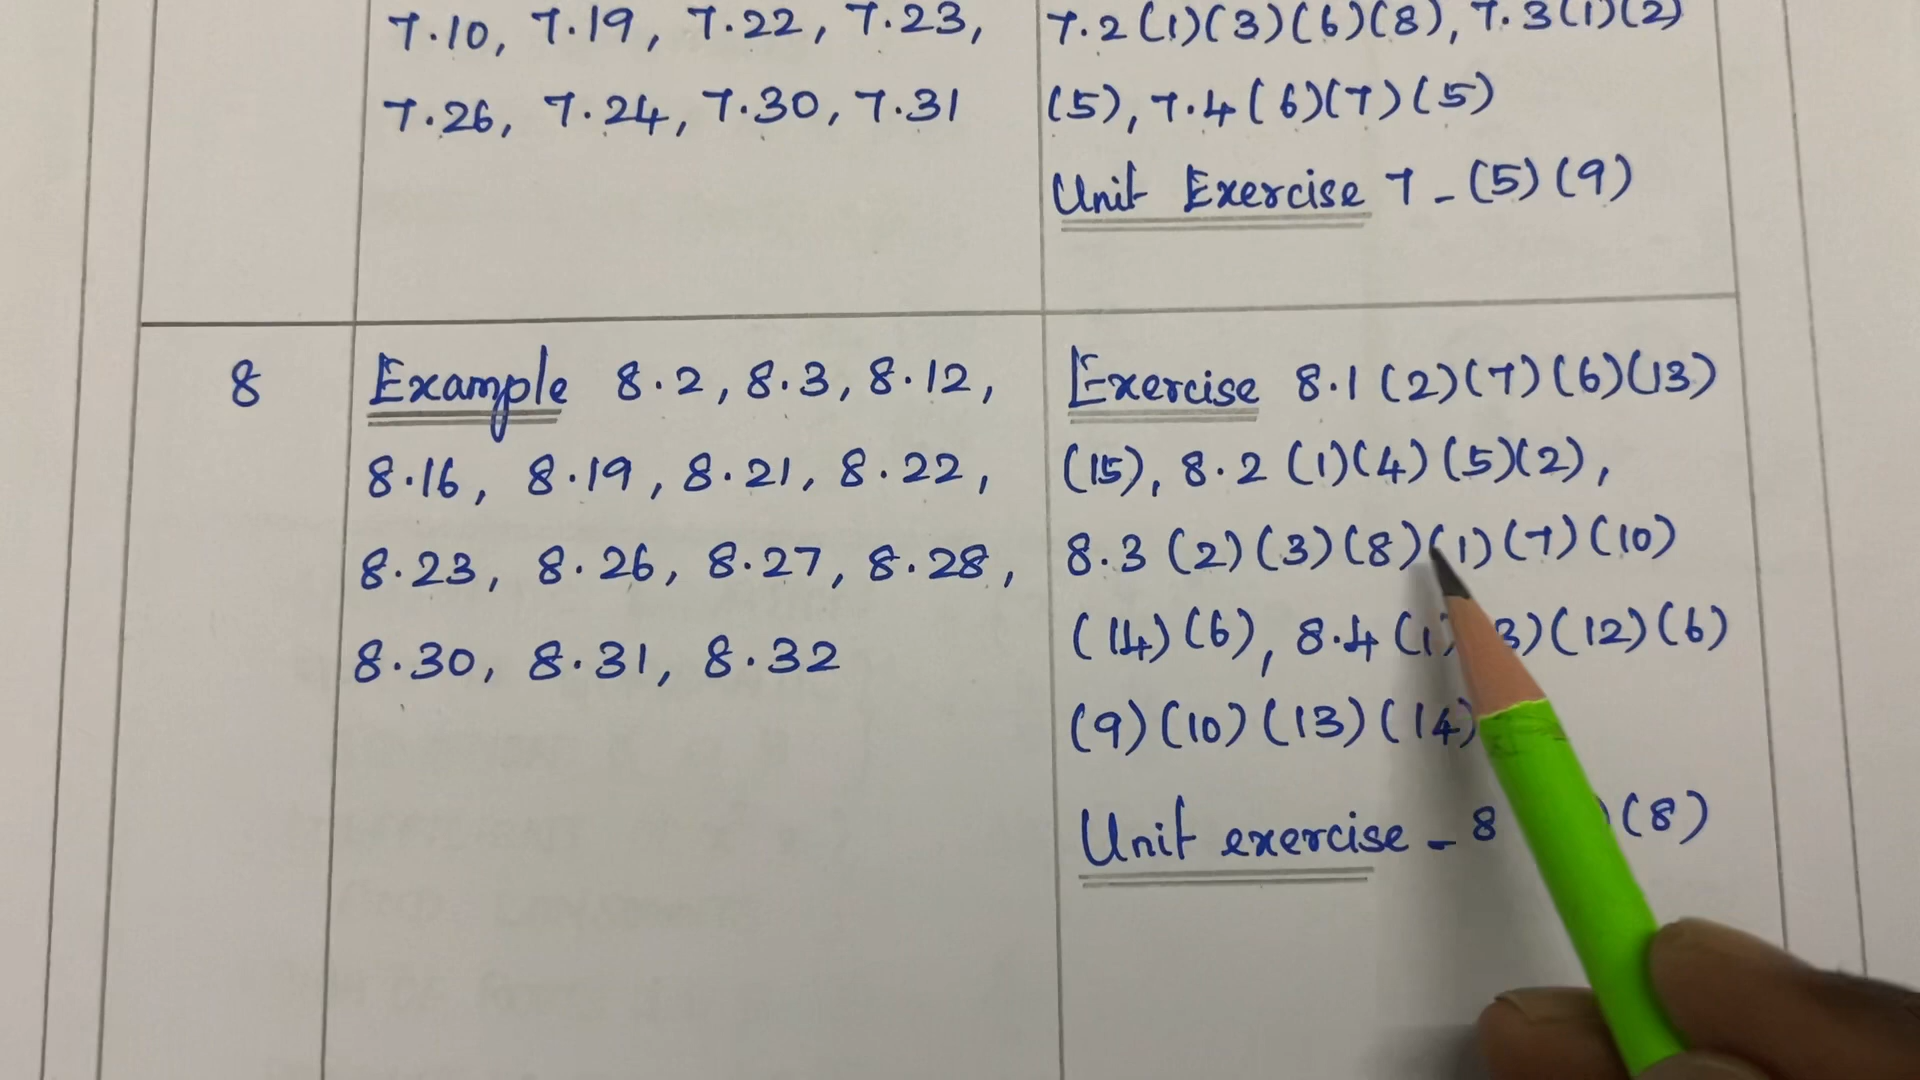 7.10, 7.19, 7.22, 7.23,
7.26, 7.24, 7.30, 7.31
7.2 (1)(3)(6)(8), 7.3(1)(2)
(5), 7.4 (6)(7)(5)
Unit Exercise 7 - (5)(9)
8
Example 8.2, 8.3, 8.12,
8.16, 8.19, 8.21, 8.22,
8.23, 8.26, 8.27, 8.28,
8.30, 8.31, 8.32
Exercise 8.1 (2)(7)(6)(13)
(15), 8.2 (1)(4)(5)(2),
8.3 (2)(3)(8)(1)(7)(10)
(14)(6), 8.4 (1) 3)(12)(6)
(9)(10)(13)(14)
Unit exercise - 8 )(8)